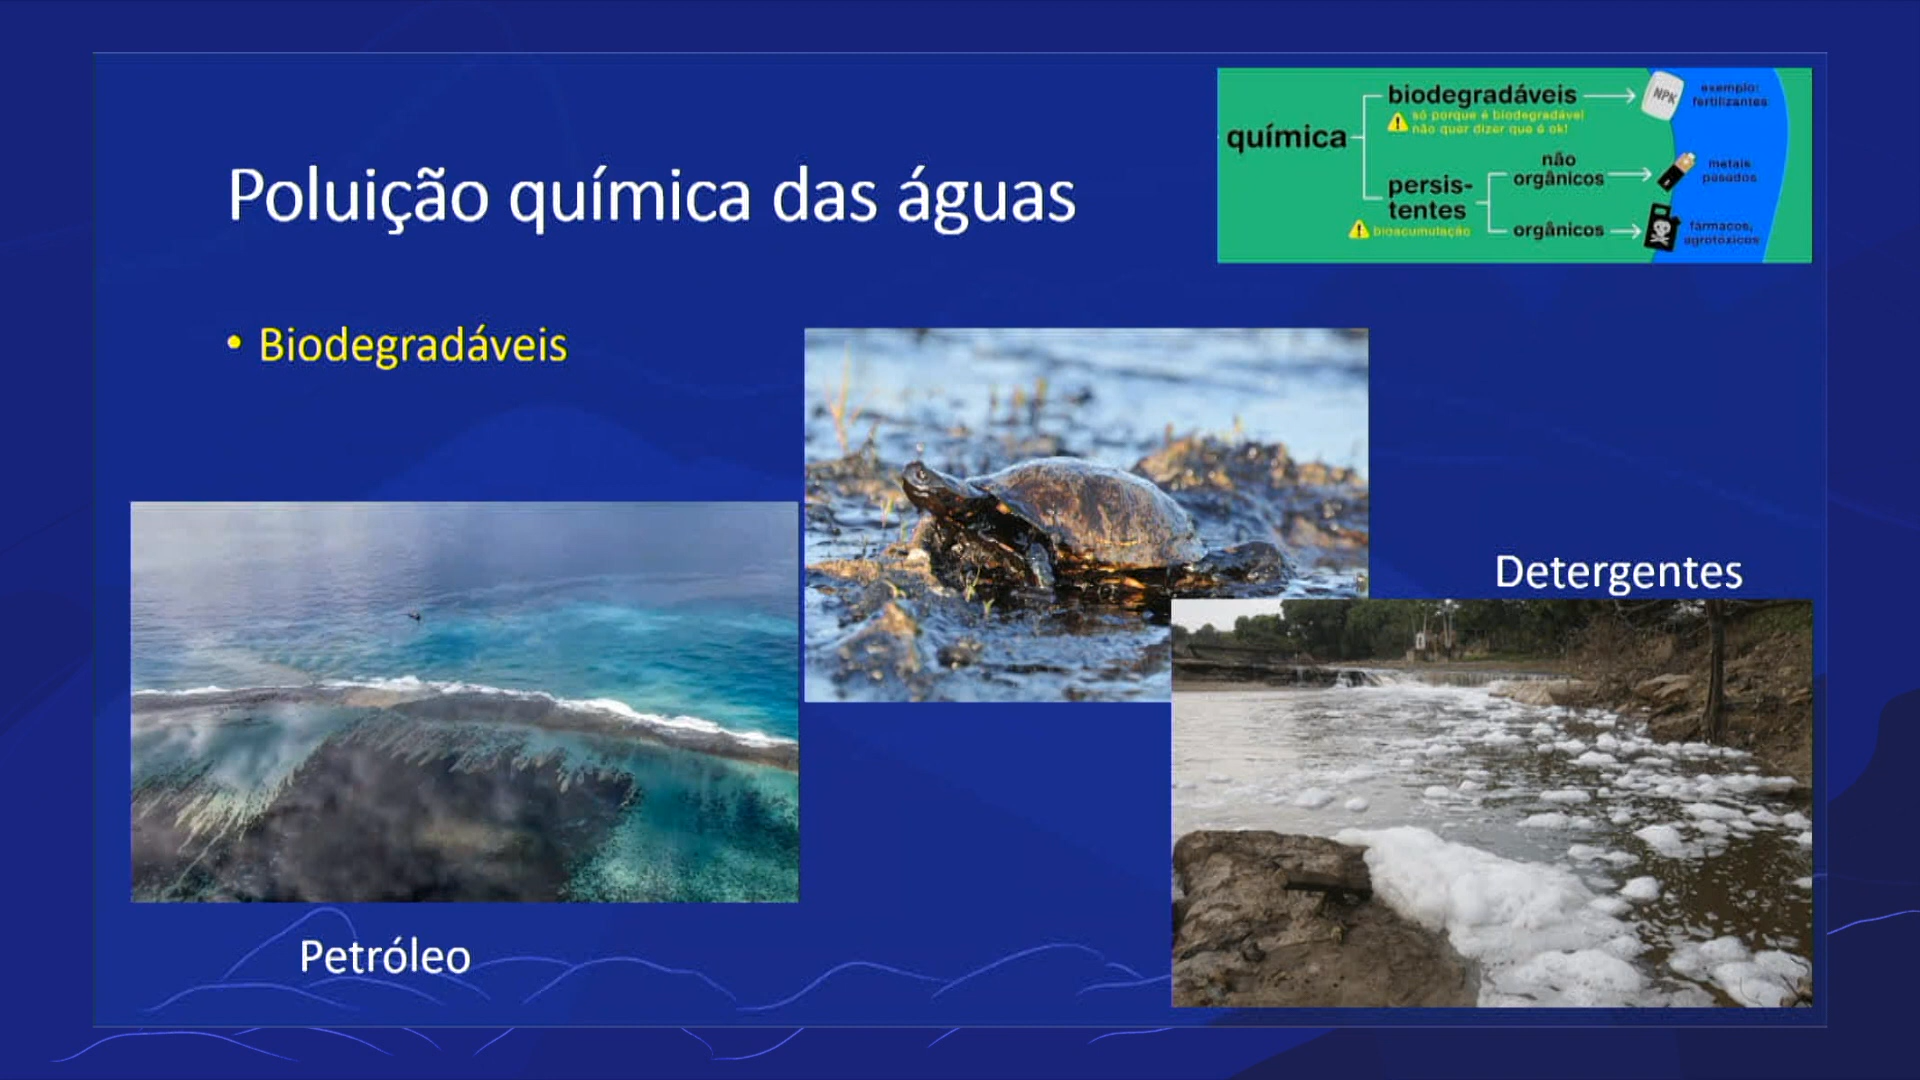 Poluição química das águas
química
biodegradáveis
só porque é biodegradável
não quer dizer que é ok!
NPK
exemplo:
fertilizantes
persis-
tentes
bioacumulação
não
orgânicos
metais
pesados
orgânicos
fármacos,
agrotóxicos
• Biodegradáveis
Detergentes
Petróleo